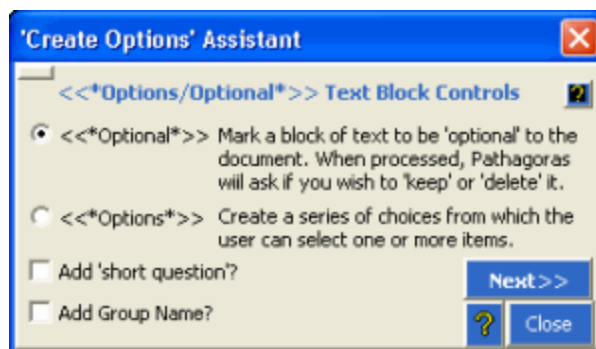 'Create Options' Assistant
<<*Options/Optional*>> Text Block Controls ?
<<*Optional*>> Mark a block of text to be 'optional' to the
document. When processed, Pathagoras
will ask if you wish to 'keep' or 'delete' it.
<<*Options*>> Create a series of choices from which the
user can select one or more items.
Add 'short question'?
Next>>
Add Group Name?
? Close